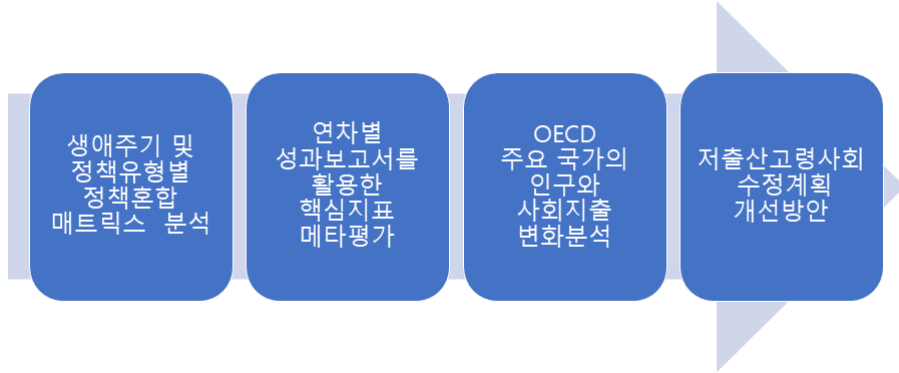 생애주기 및
정책유형별
정책혼합
매트릭스 분석
연차별
성과보고서를
활용한
핵심지표
메타평가
OECD
주요 국가의
인구와
사회지출
변화분석
저출산고령사회
수정계획
개선방안